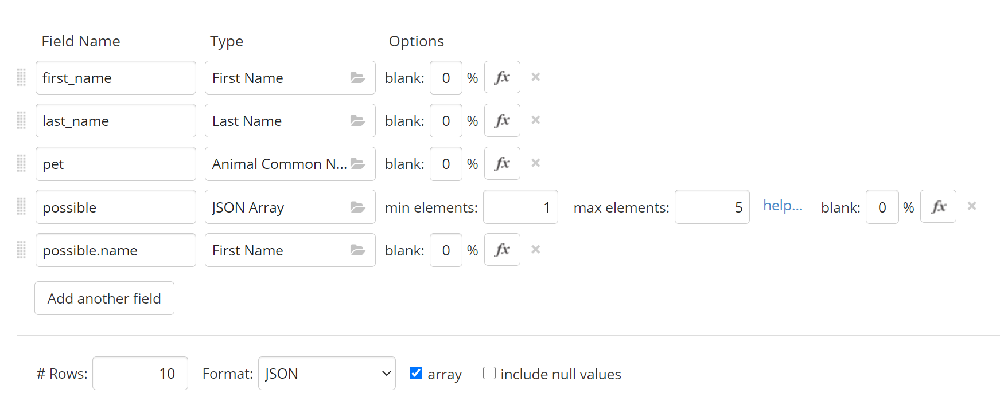 Field Name Type Options
first_name First Name blank: 0 % fx ×
last_name Last Name blank: 0 % fx ×
pet Animal Common N... blank: 0 % fx ×
possible JSON Array min elements: 1 max elements: 5 help... blank: 0 % fx ×
possible.name First Name blank: 0 % fx ×
Add another field
# Rows: 10 Format: JSON array include null values